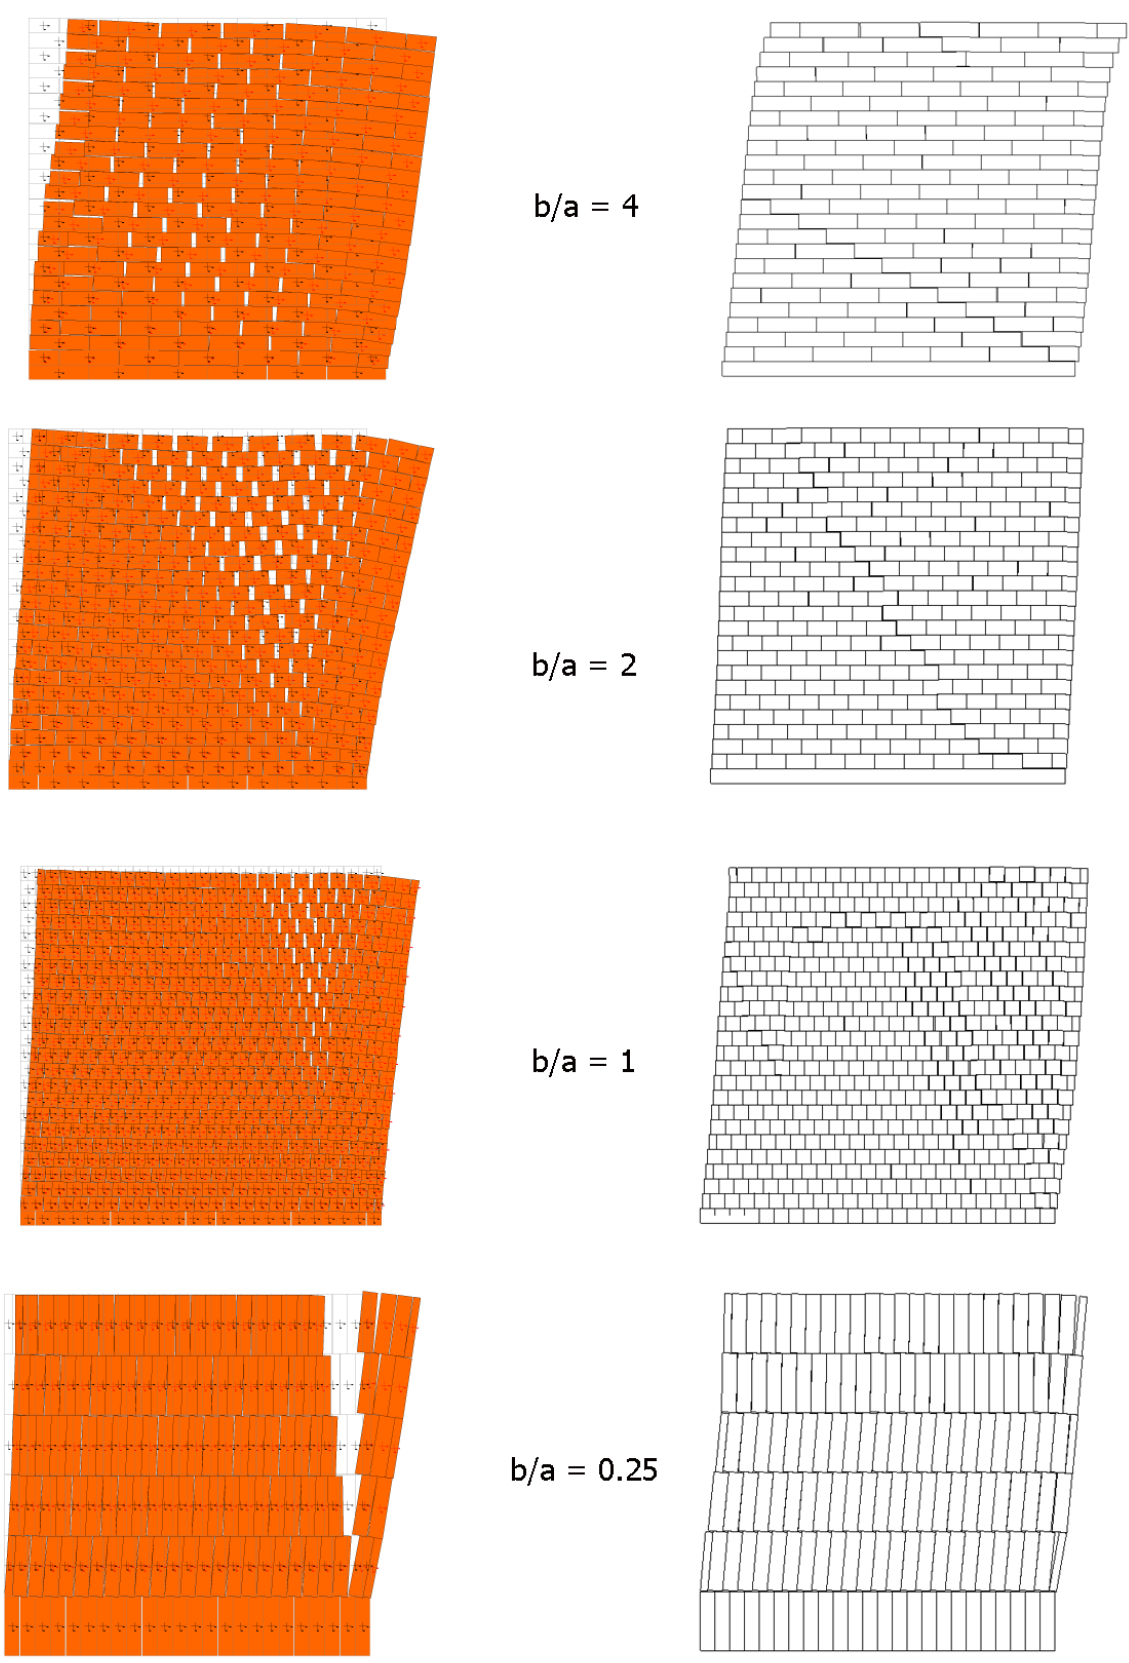 b/a = 4
b/a = 2
b/a = 1
b/a = 0.25